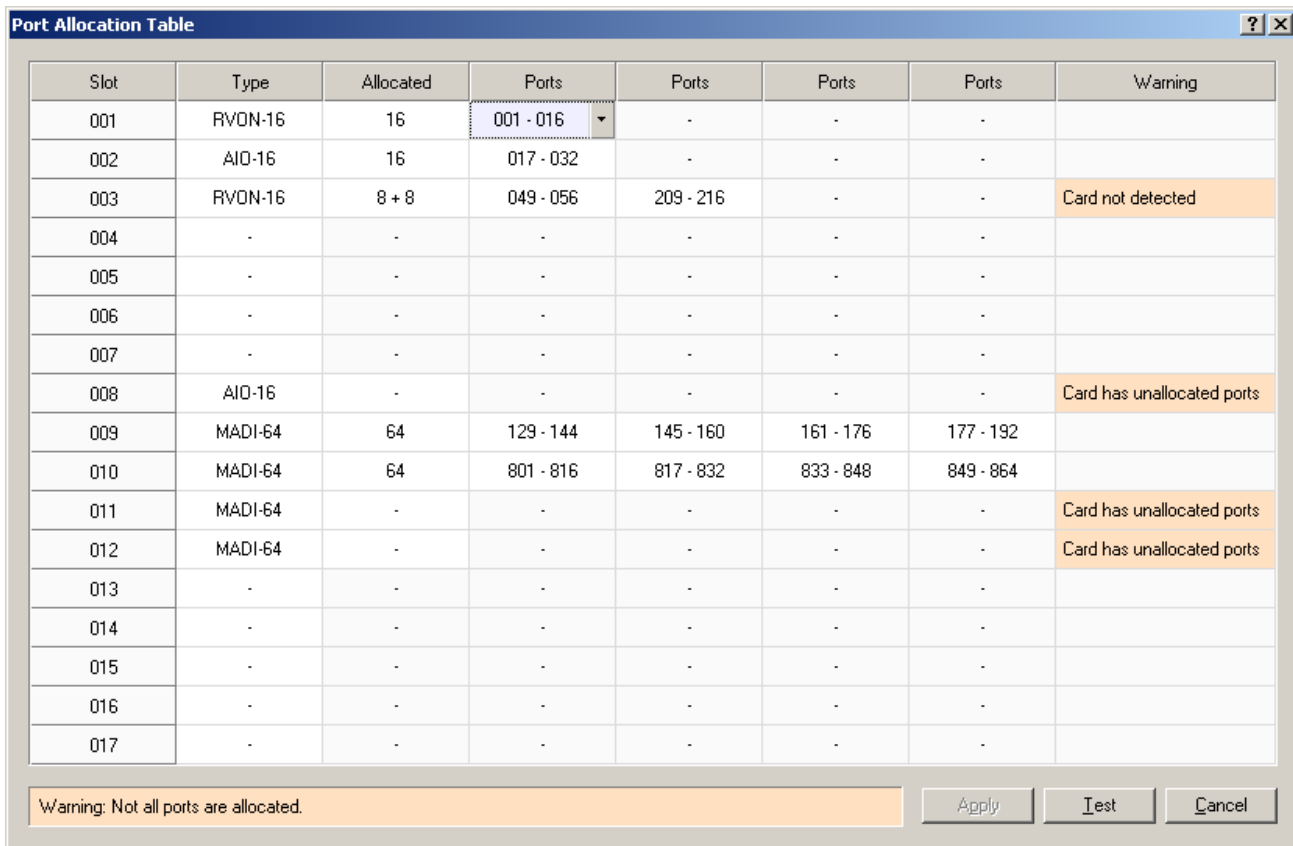 Port Allocation Table
Slot Type Allocated Ports Ports Ports Ports Warning
001 RVON-16 16 001 - 016 - - -
002 AIO-16 16 017 - 032 - - -
003 RVON-16 8 + 8 049 - 056 209 - 216 - - Card not detected
004 - - - - - -
005 - - - - - -
006 - - - - - -
007 - - - - - -
008 AIO-16 - - - - - Card has unallocated ports
009 MADI-64 64 129 - 144 145 - 160 161 - 176 177 - 192
010 MADI-64 64 801 - 816 817 - 832 833 - 848 849 - 864
011 MADI-64 - - - - - Card has unallocated ports
012 MADI-64 - - - - - Card has unallocated ports
013 - - - - - -
014 - - - - - -
015 - - - - - -
016 - - - - - -
017 - - - - - -
Warning: Not all ports are allocated. Apply Test Cancel